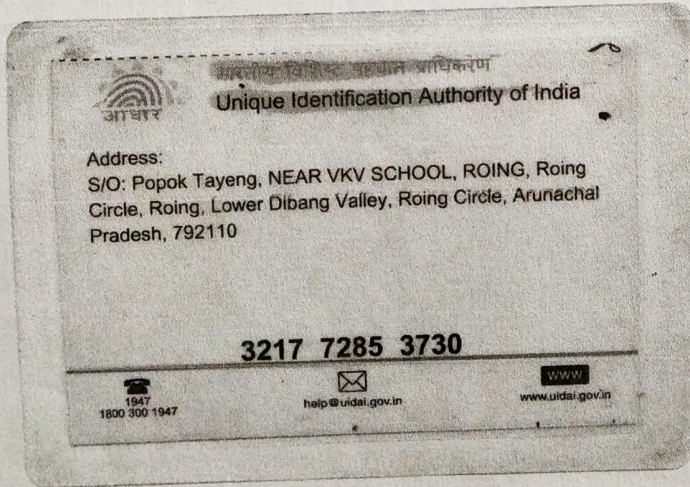 भारतीय विशिष्ट पहचान प्राधिकरण
आधार
Unique Identification Authority of India
Address:
S/O: Popok Tayeng, NEAR VKV SCHOOL, ROING, Roing
Circle, Roing, Lower Dibang Valley, Roing Circle, Arunachal
Pradesh, 792110
3217 7285 3730
1947
1800 300 1947
help@uidai.gov.in
WWW
www.uidai.gov.in